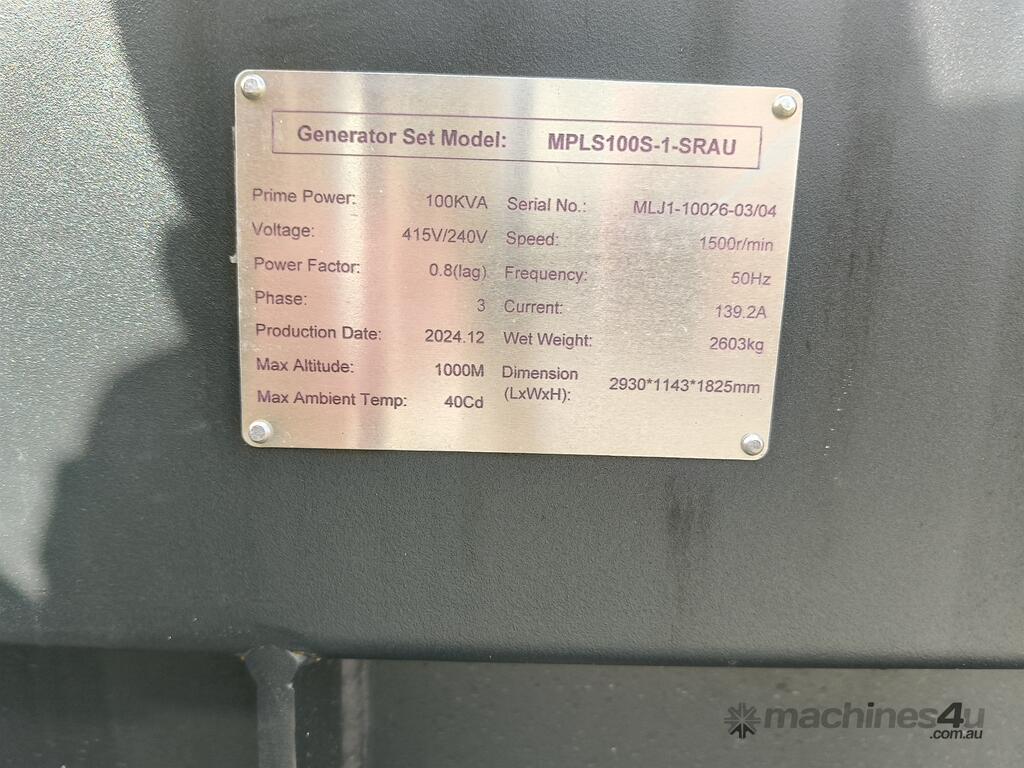 Generator Set Model: MPLS100S-1-SRAU
Prime Power: 100KVA Serial No.: MLJ1-10026-03/04
Voltage: 415V/240V Speed: 1500r/min
Power Factor: 0.8(lag) Frequency: 50Hz
Phase: 3 Current: 139.2A
Production Date: 2024.12 Wet Weight: 2603kg
Max Altitude: 1000M Dimension
(LxWxH): 2930*1143*1825mm
Max Ambient Temp: 40Cd
machines4u
.com.au